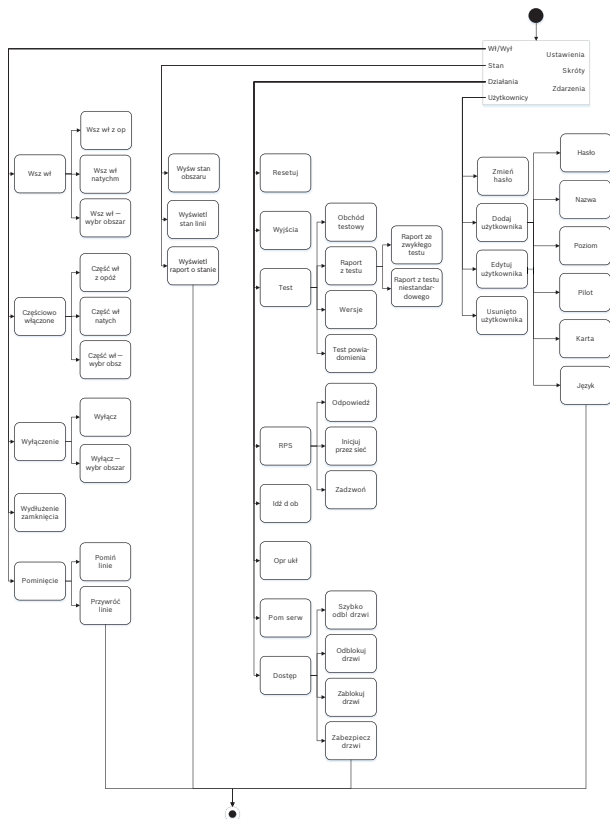 Wł/Wył
Ustawienia
Stan
Skróty
Działania
Zdarzenia
Użytkownicy
Wsz wł
Wsz wł z op
Wsz wł
natychm
Wsz wł —
wybr obszar
Częściowo
włączone
Część wł
z opóź
Część wł
natych
Część wł —
wybr obsz
Wyłączenie
Wyłącz
Wyłącz —
wybr obszar
Wydłużenie
zamknięcia
Pominięcie
Pomiń
linie
Przywróć
linie
Wyśw stan
obszaru
Wyświetl
stan linii
Wyświetl
raport o stanie
Resetuj
Wyjścia
Test
Obchód
testowy
Raport
z testu
Wersje
Test powia-
domienia
Raport ze
zwykłego
testu
Raport z testu
niestandar-
dowego
RPS
Odpowiedź
Inicjuj
przez sieć
Zadzwoń
Idź d ob
Opr ukł
Pom serw
Dostęp
Szybko
odbl drzwi
Odblokuj
drzwi
Zablokuj
drzwi
Zabezpiecz
drzwi
Zmień
hasło
Dodaj
użytkownika
Edytuj
użytkownika
Usunięto
użytkownika
Hasło
Nazwa
Poziom
Pilot
Karta
Język